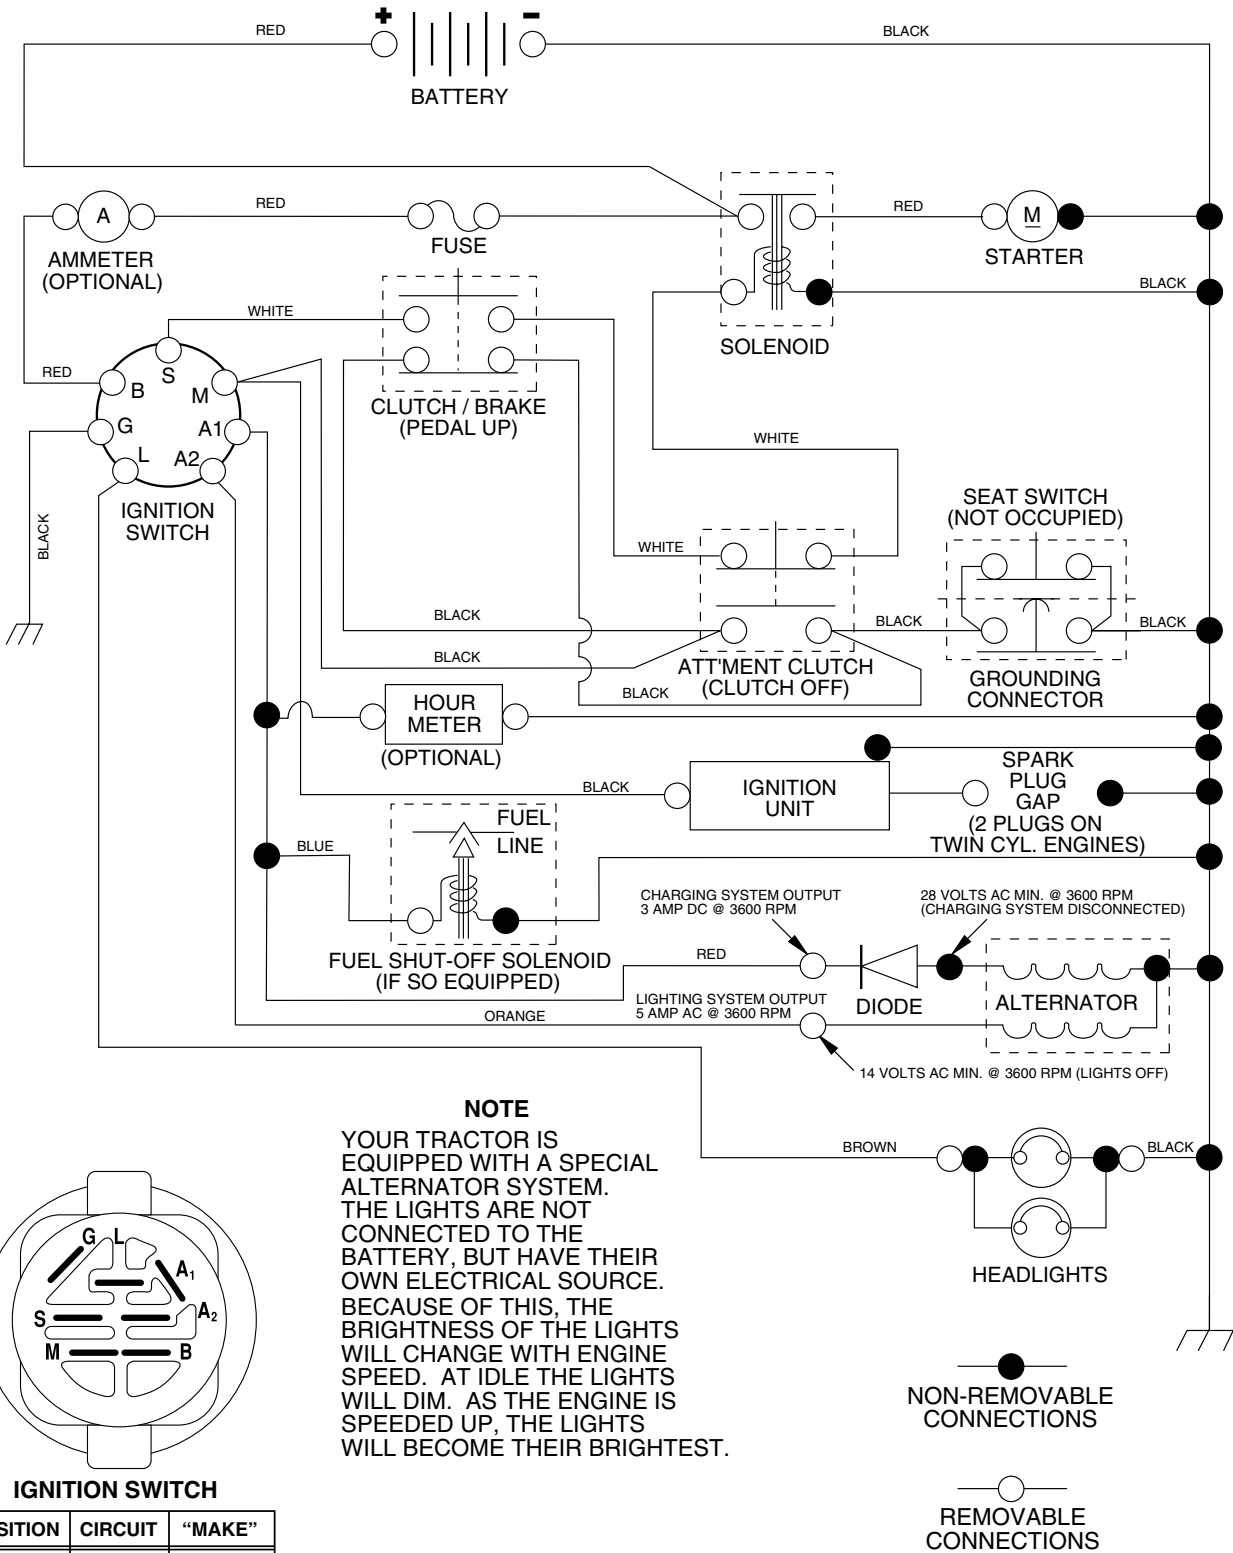 + -
RED
BLACK
BATTERY
A
RED
AMMETER
(OPTIONAL)
FUSE
RED
M
STARTER
BLACK
SOLENOID
WHITE
CLUTCH / BRAKE
(PEDAL UP)
RED
S
B
M
G
A1
L
A2
IGNITION
SWITCH
BLACK
WHITE
WHITE
SEAT SWITCH
(NOT OCCUPIED)
BLACK
BLACK
BLACK
BLACK
BLACK
ATT'MENT CLUTCH
(CLUTCH OFF)
GROUNDING
CONNECTOR
HOUR
METER
(OPTIONAL)
BLACK
IGNITION
UNIT
SPARK
PLUG
GAP
(2 PLUGS ON
TWIN CYL. ENGINES)
BLUE
FUEL
LINE
FUEL SHUT-OFF SOLENOID
(IF SO EQUIPPED)
CHARGING SYSTEM OUTPUT
3 AMP DC @ 3600 RPM
28 VOLTS AC MIN. @ 3600 RPM
(CHARGING SYSTEM DISCONNECTED)
RED
DIODE
ALTERNATOR
LIGHTING SYSTEM OUTPUT
5 AMP AC @ 3600 RPM
ORANGE
14 VOLTS AC MIN. @ 3600 RPM (LIGHTS OFF)
BROWN
BLACK
HEADLIGHTS
NOTE
YOUR TRACTOR IS
EQUIPPED WITH A SPECIAL
ALTERNATOR SYSTEM.
THE LIGHTS ARE NOT
CONNECTED TO THE
BATTERY, BUT HAVE THEIR
OWN ELECTRICAL SOURCE.
BECAUSE OF THIS, THE
BRIGHTNESS OF THE LIGHTS
WILL CHANGE WITH ENGINE
SPEED. AT IDLE THE LIGHTS
WILL DIM. AS THE ENGINE IS
SPEEDED UP, THE LIGHTS
WILL BECOME THEIR BRIGHTEST.
G L
A1
S
A2
M
B
IGNITION SWITCH
SITION CIRCUIT “MAKE”
NON-REMOVABLE
CONNECTIONS
REMOVABLE
CONNECTIONS